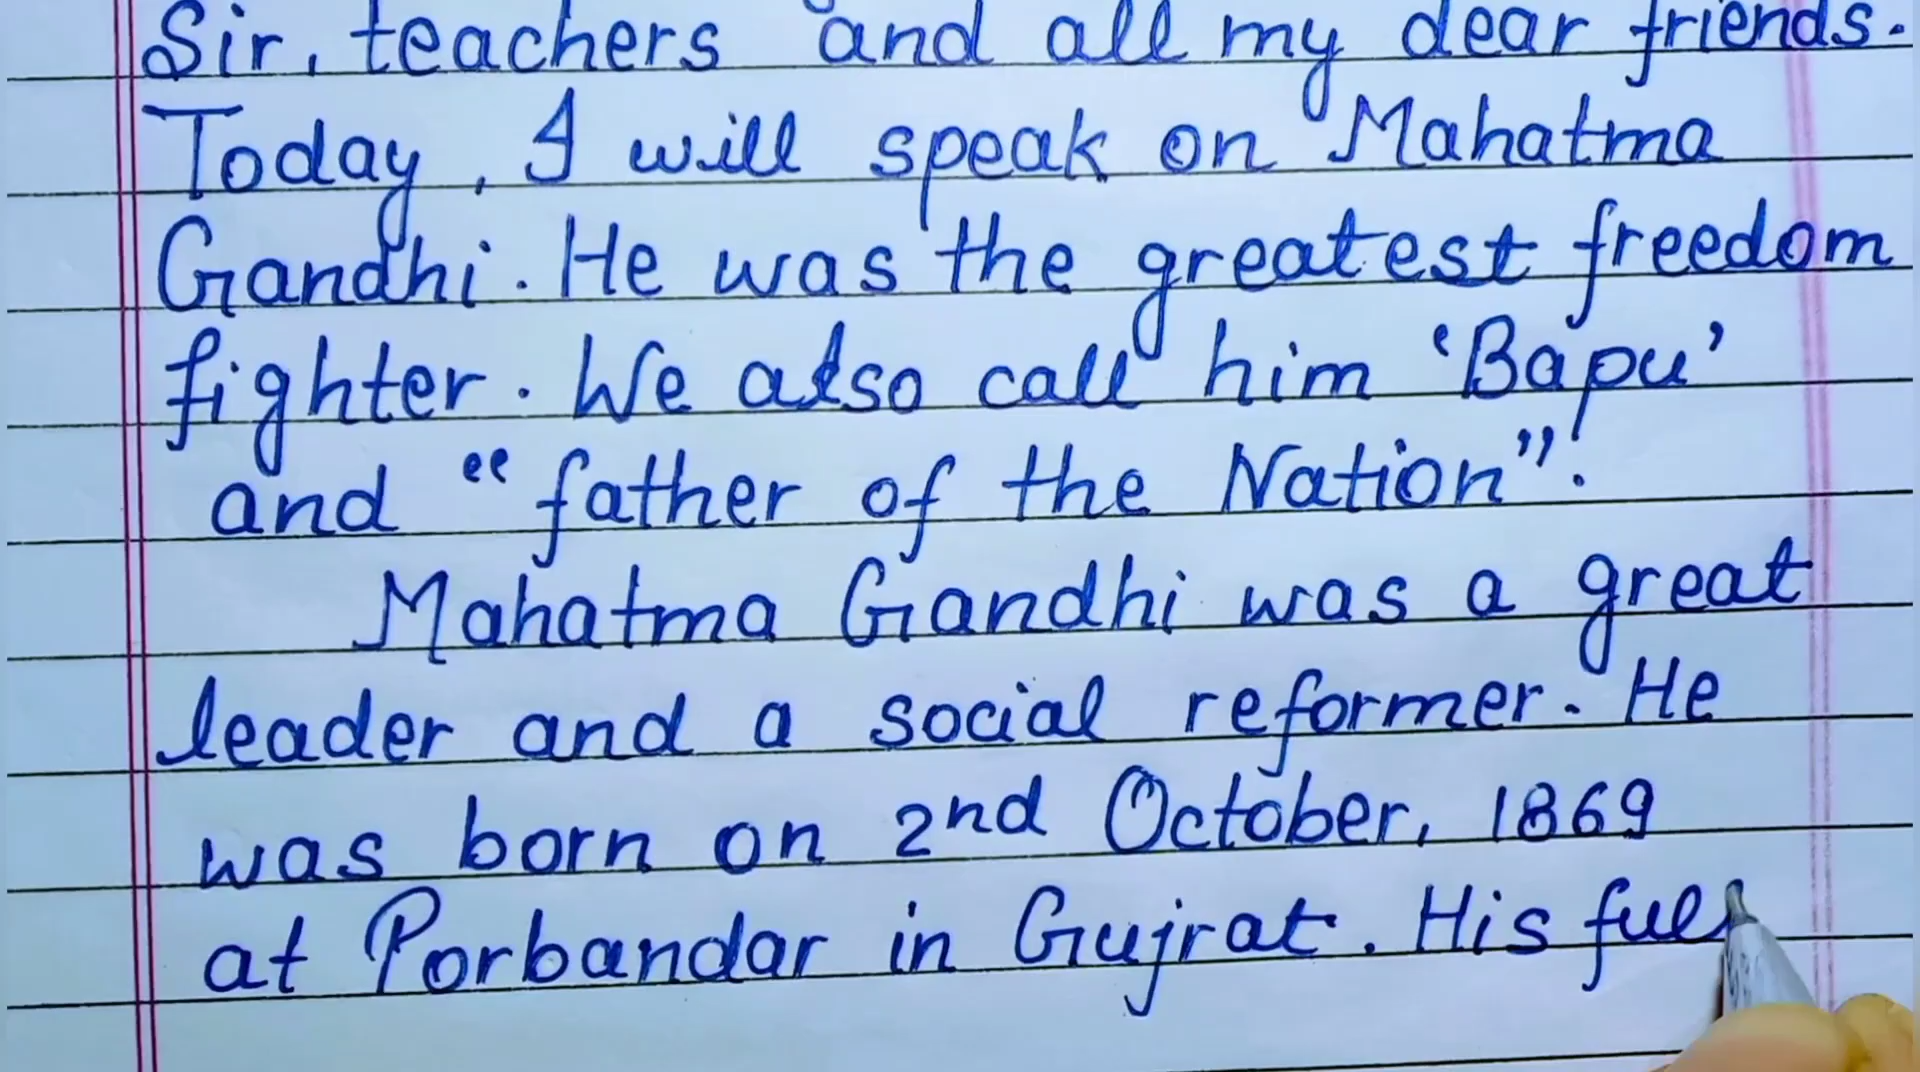 Sir, teachers and all my dear friends.
Today, I will speak on Mahatma
Gandhi. He was the greatest freedom
fighter. We also call him ‘Bapu’
and “father of the Nation”.
Mahatma Gandhi was a great
leader and a social reformer. He
was born on 2nd October, 1869
at Porbandar in Gujrat. His full